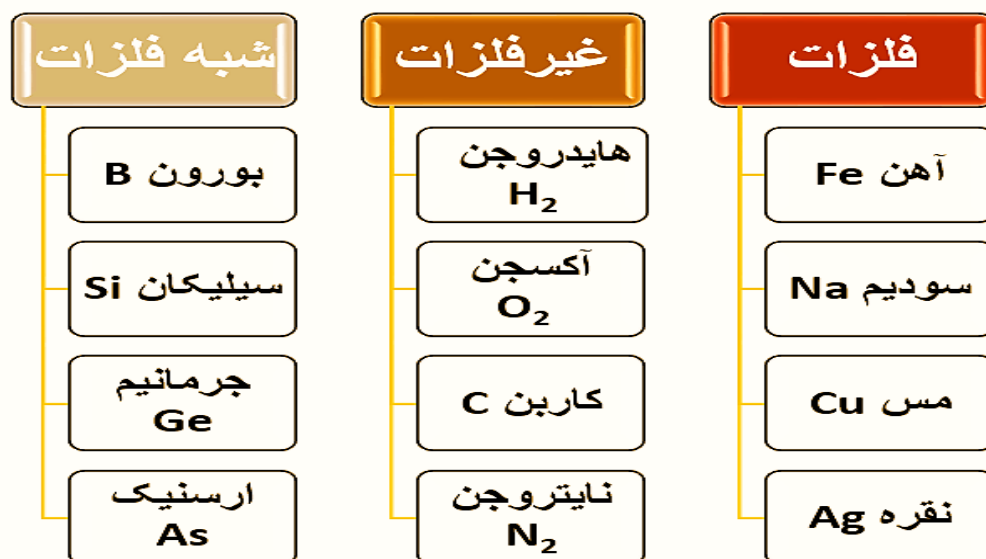 فلزات
آهن Fe
سودیم Na
مس Cu
نقره Ag
غیرفلزات
هایدروجن
H₂
آکسجن
O₂
کاربن C
نایتروجن
N₂
شبه فلزات
بورون B
سیلیکان Si
جرمانیم
Ge
ارسنیک
As